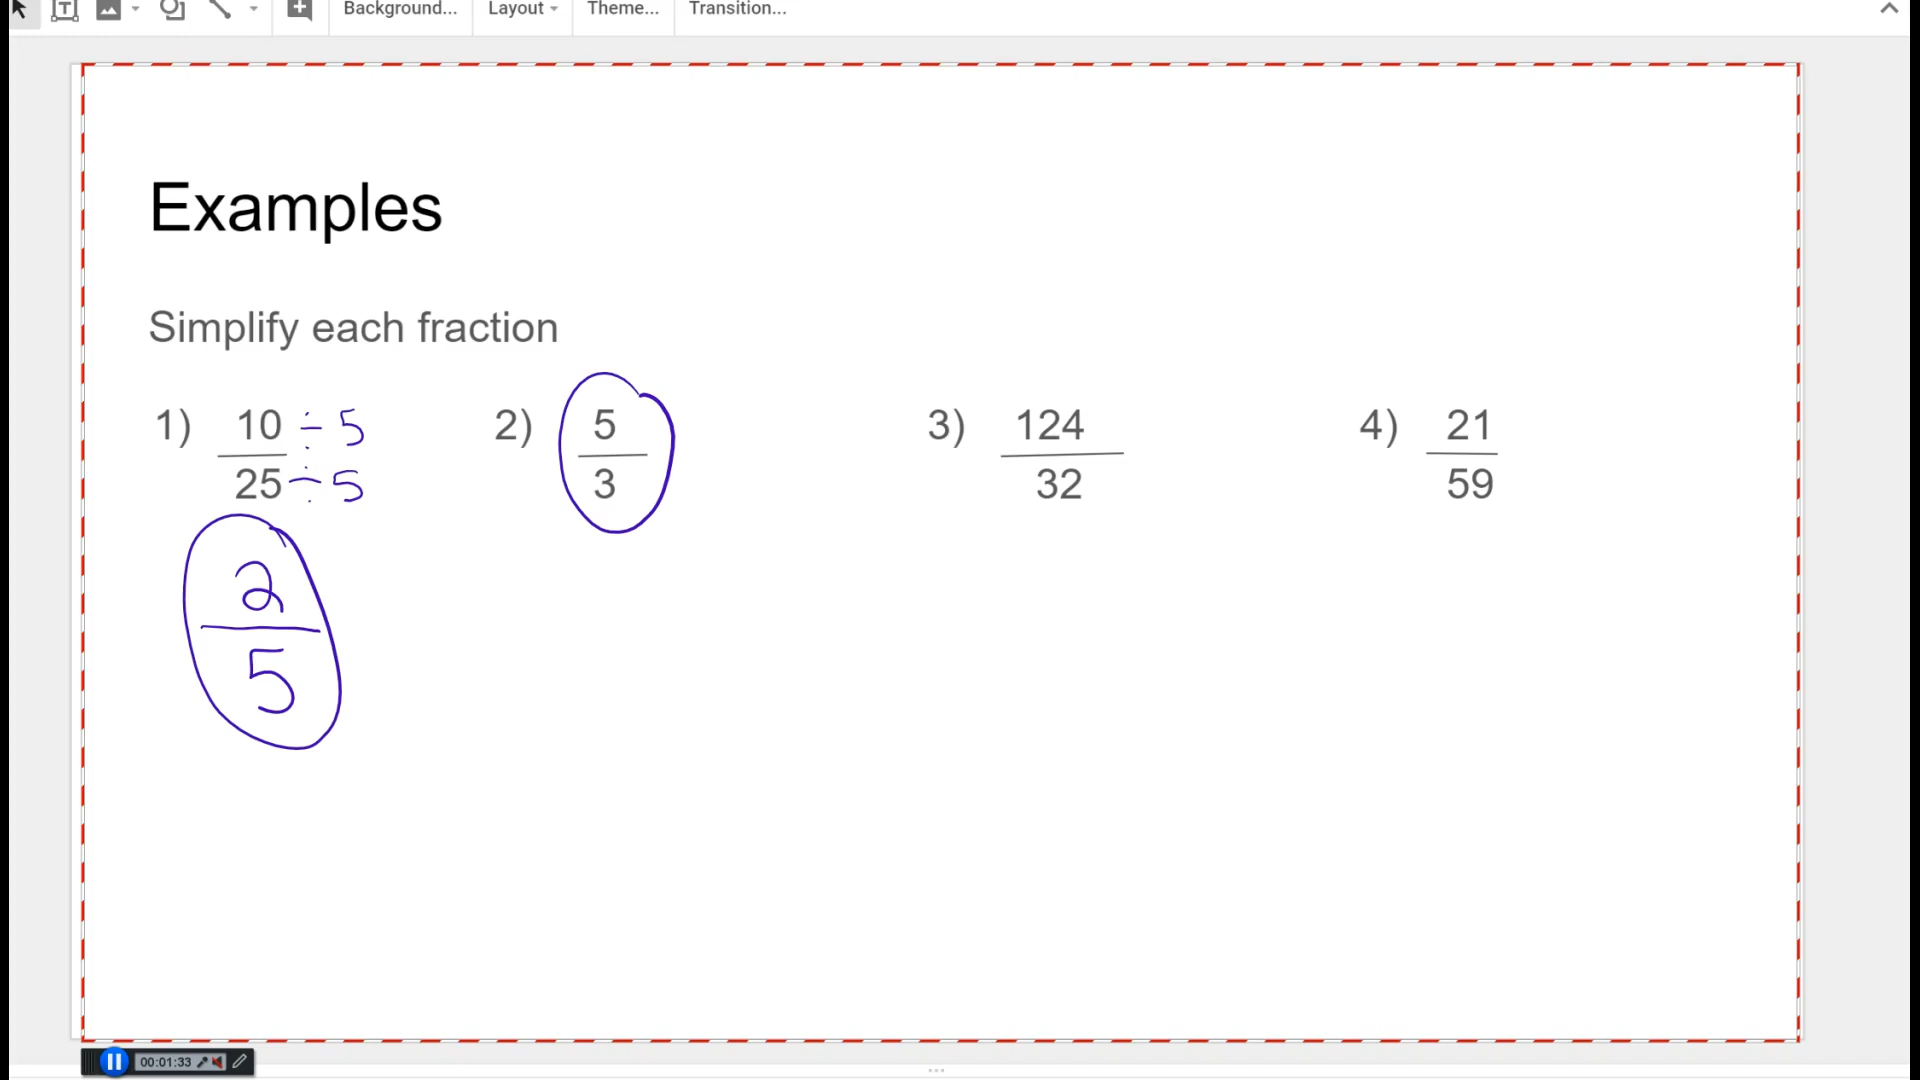 Background... Layout Theme... Transition...
Examples
Simplify each fraction
1) 10 ÷ 5 2) 5 3) 124 4) 21
25 ÷ 5 3 32 59
2
5
00:01:33